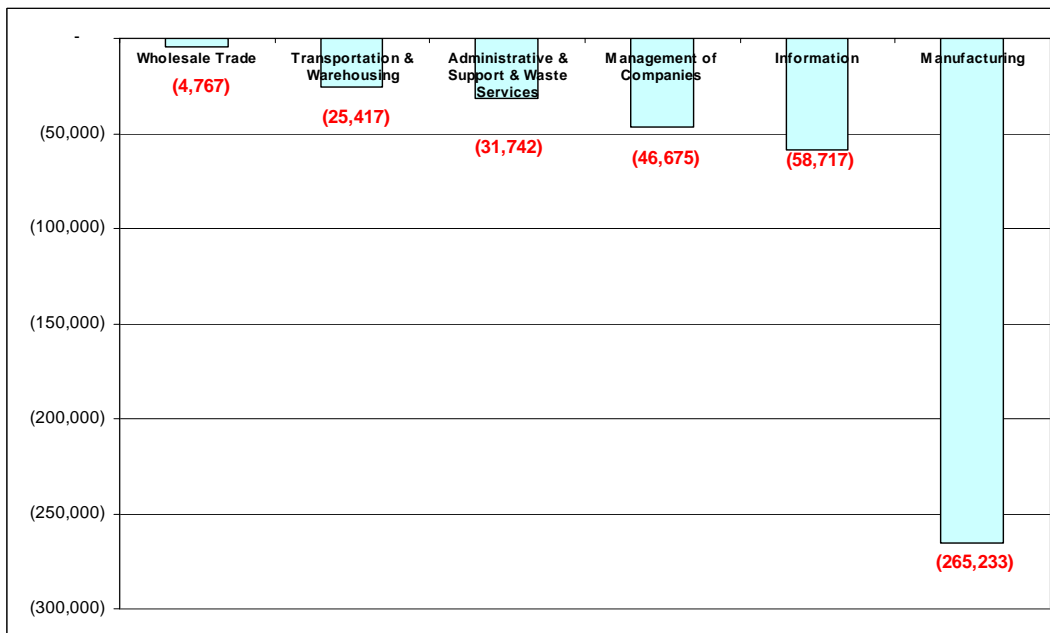 -
(50,000)
(100,000)
(150,000)
(200,000)
(250,000)
(300,000)
Wholesale Trade
(4,767)
Transportation &
Warehousing
(25,417)
Administrative &
Support & Waste
Services
(31,742)
Management of
Companies
(46,675)
Information
(58,717)
Manufacturing
(265,233)